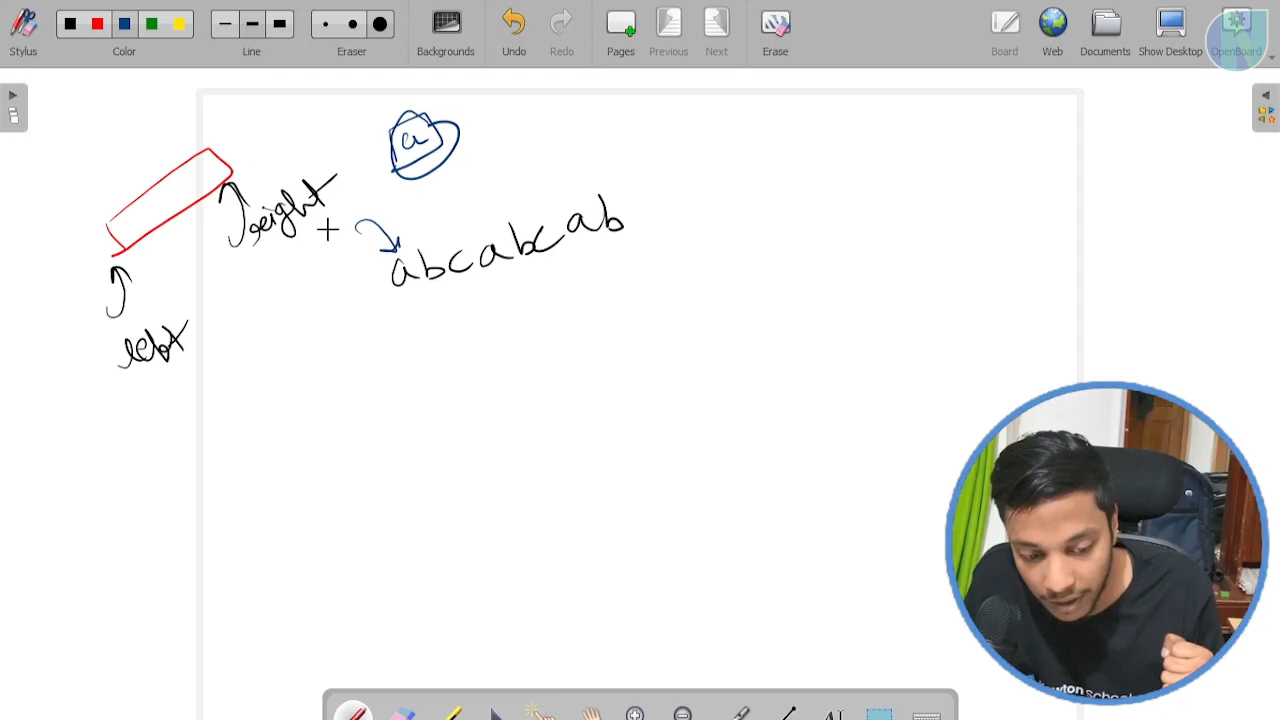 Stylus Color Line Eraser Backgrounds Undo Redo Pages Previous Next Erase Board Web Documents Show Desktop OpenBoard
a
right
+
abcabcab
left